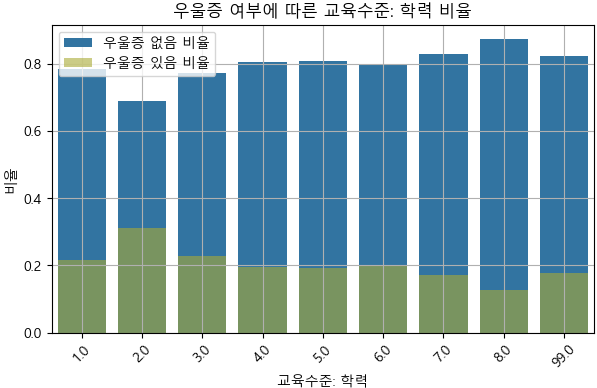 우울증 여부에 따른 교육수준: 학력 비율
우울증 없음 비율
우울증 있음 비율
비율
0.8
0.6
0.4
0.2
0.0
1.0 2.0 3.0 4.0 5.0 6.0 7.0 8.0 99.0
교육수준: 학력